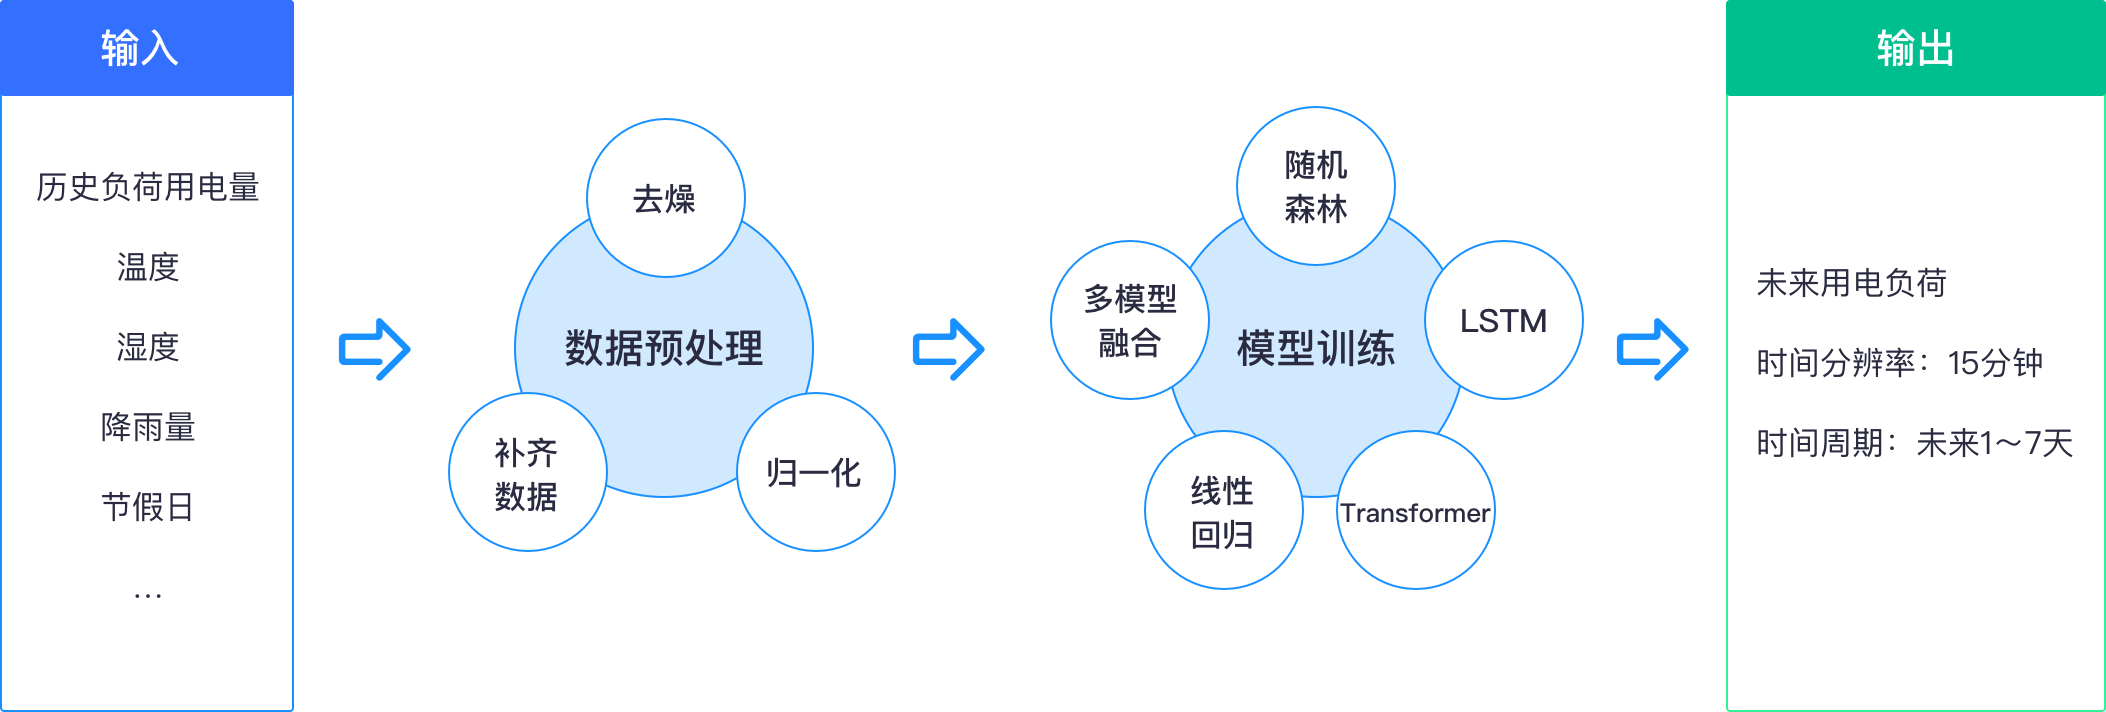 输入
历史负荷用电量
温度
湿度
降雨量
节假日
...
去燥
数据预处理
补齐
数据
归一化
随机
森林
多模型
融合
模型训练
LSTM
线性
回归
Transformer
输出
未来用电负荷
时间分辨率：15分钟
时间周期：未来1～7天